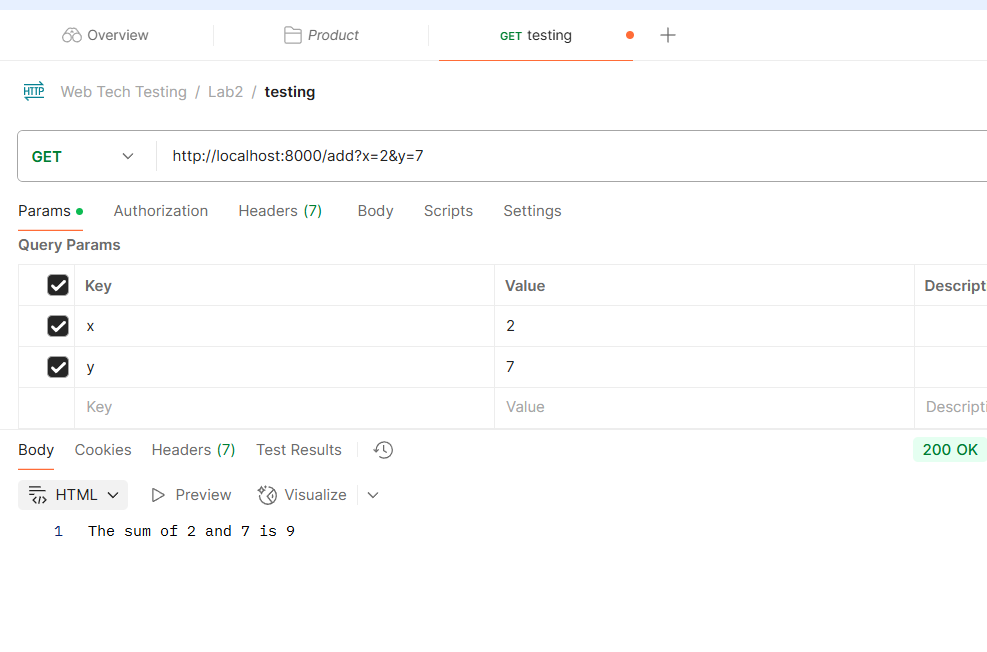 Overview Product GET testing
HTTP Web Tech Testing / Lab2 / testing
GET http://localhost:8000/add?x=2&y=7
Params Authorization Headers (7) Body Scripts Settings
Query Params
Key Value Descripti
x 2
y 7
Key Value Descripti
Body Cookies Headers (7) Test Results 200 OK
HTML Preview Visualize
1 The sum of 2 and 7 is 9